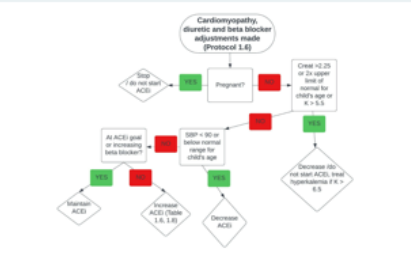 Cardiomyopathy,
diuretic and beta blocker
adjustments made
(Protocol 1.6)
Stop
/ do not start
ACEi
YES
Pregnant?
NO
Creat >2.25
or 2x upper
limit of
normal for
child's age or
K > 5.5
NO
YES
At ACEi goal
or increasing
beta blocker?
NO
SBP < 90 or
below normal
range for
child's age
Decrease /do
not start ACEi, treat
hyperkalemia if K >
6.5
YES
NO
YES
Maintain
ACEi
Increase
ACEi (Table
1.6, 1.6)
Decrease
ACEi